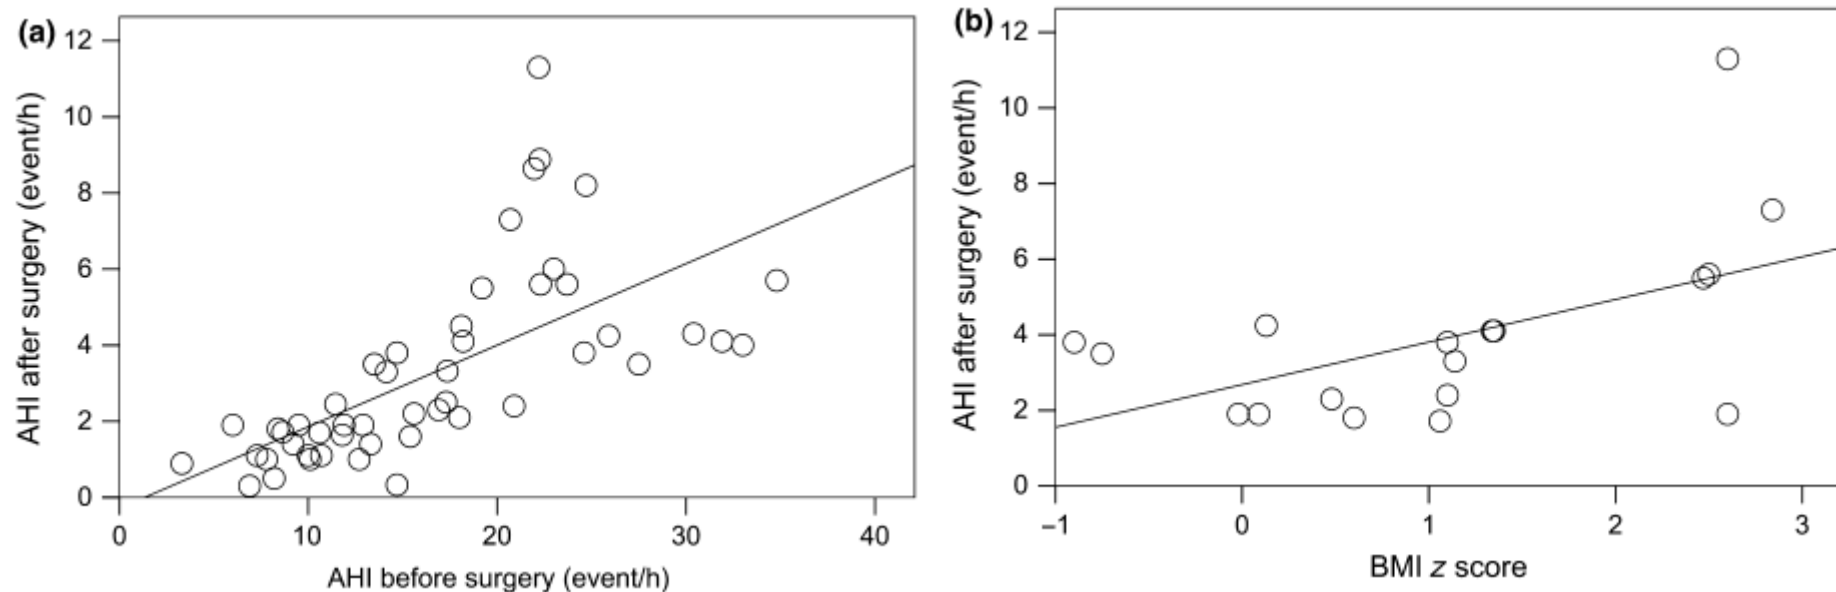 (a)
AHI after surgery (event/h)
12
10
8
6
4
2
0
0 10 20 30 40
AHI before surgery (event/h)
(b)
AHI after surgery (event/h)
12
10
8
6
4
2
0
–1 0 1 2 3
BMI z score